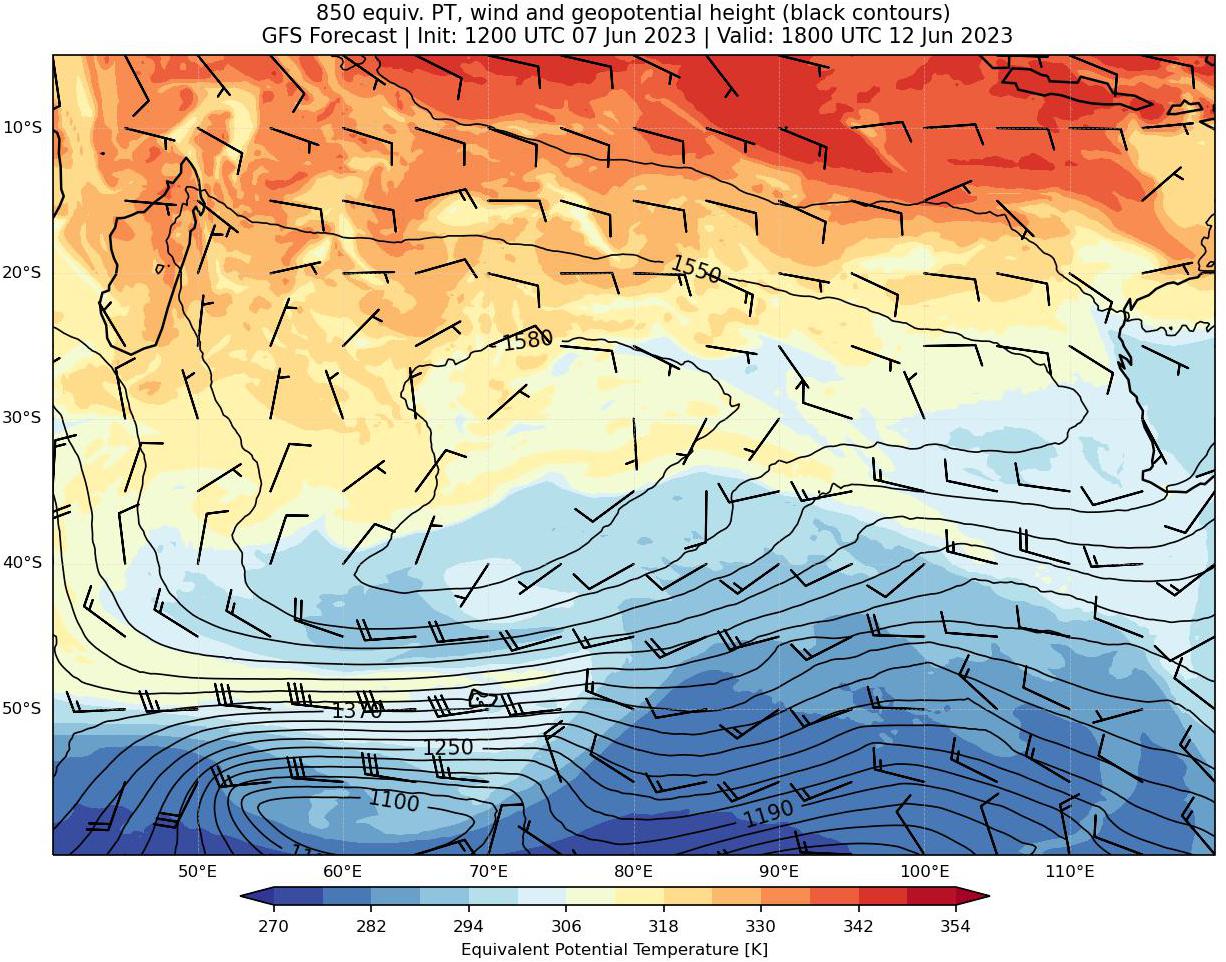 850 equiv. PT, wind and geopotential height (black contours)
GFS Forecast | Init: 1200 UTC 07 Jun 2023 | Valid: 1800 UTC 12 Jun 2023
10°S
20°S
1550
1580
30°S
40°S
50°S
1370
1250
1100
1190
50°E 60°E 70°E 80°E 90°E 100°E 110°E
270 282 294 306 318 330 342 354
Equivalent Potential Temperature [K]